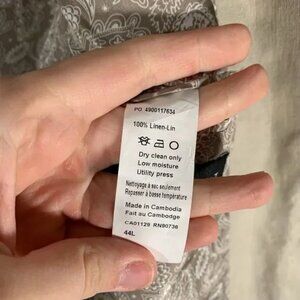 PO 4900117634
100% Linen-Lin
Dry clean only
Low moisture
Utility press
Nettoyage à sec seulement
Repasser à basse température
Made in Cambodia
Fait au Cambodge
CA01129 RN90736
44L